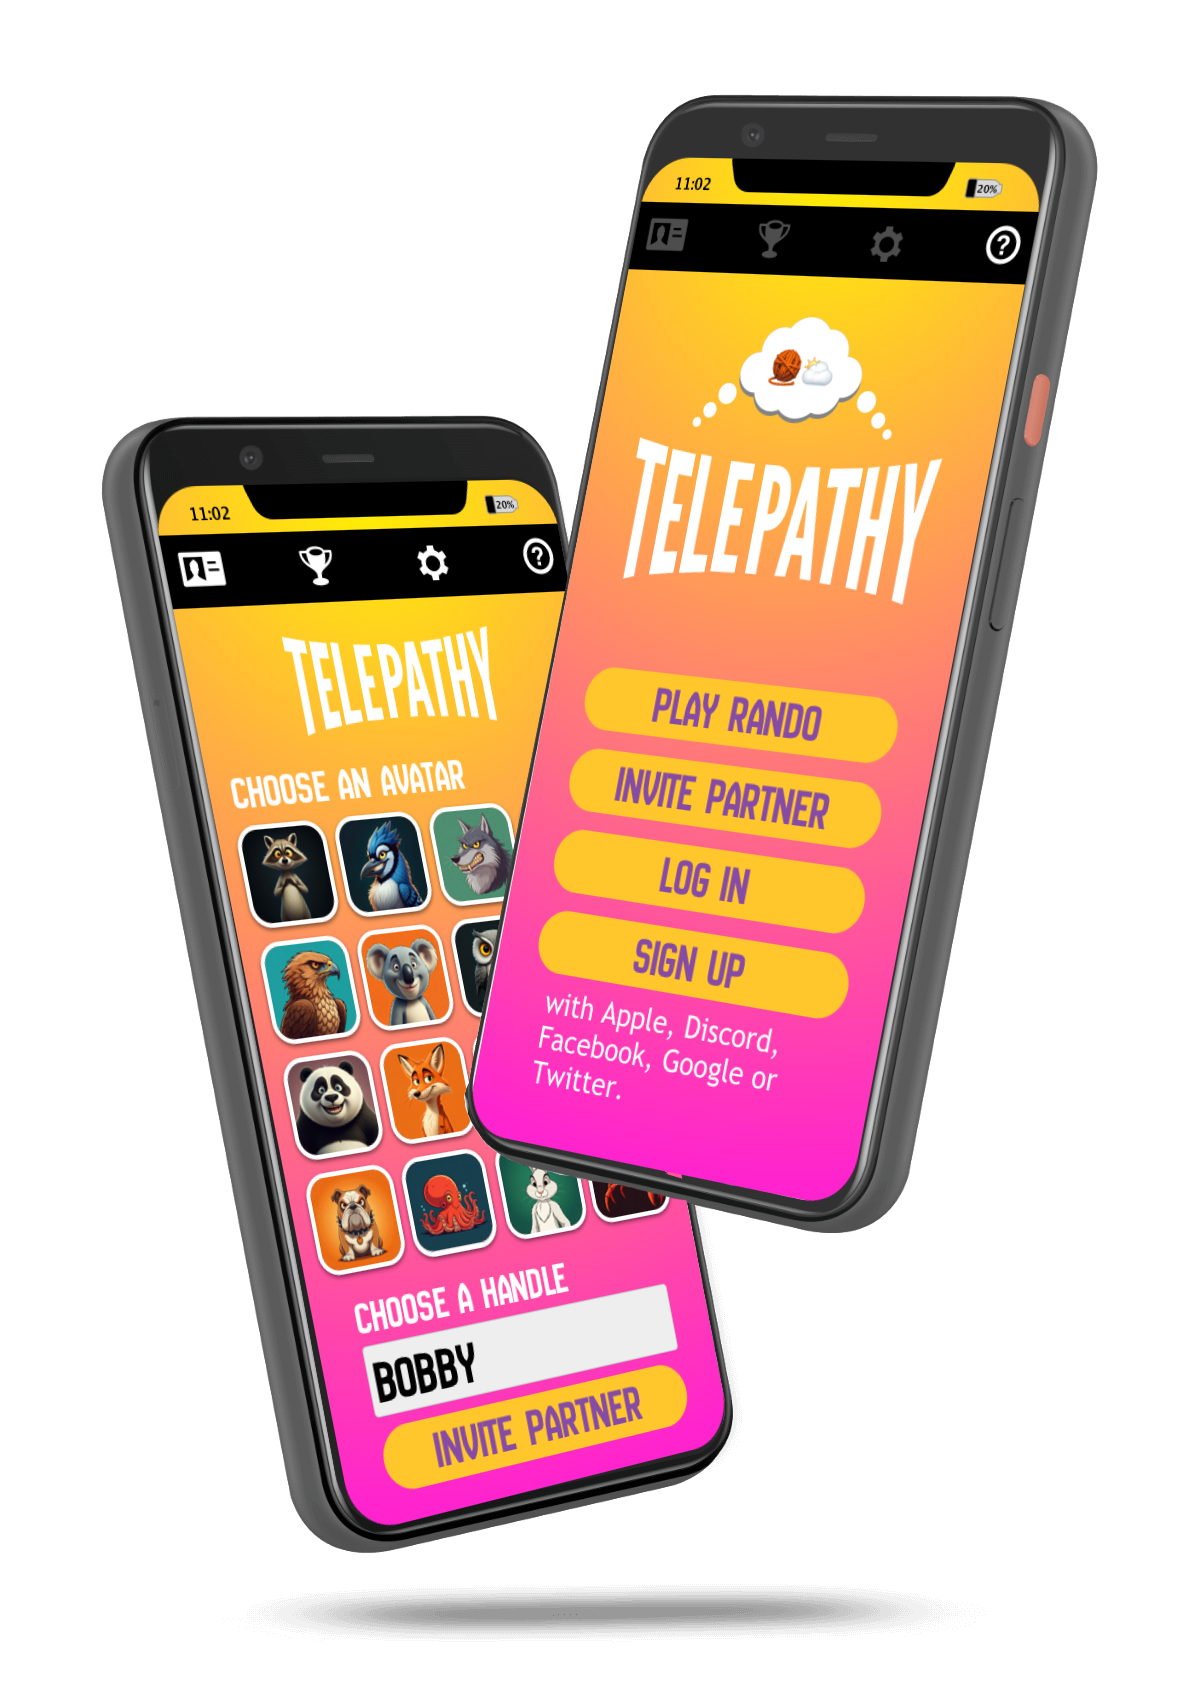 11:02
20%
TELEPATHY
PLAY RANDO
INVITE PARTNER
LOG IN
SIGN UP
with Apple, Discord,
Facebook, Google or
Twitter.
11:02
20%
TELEPATHY
CHOOSE AN AVATAR
CHOOSE A HANDLE
BOBBY
INVITE PARTNER